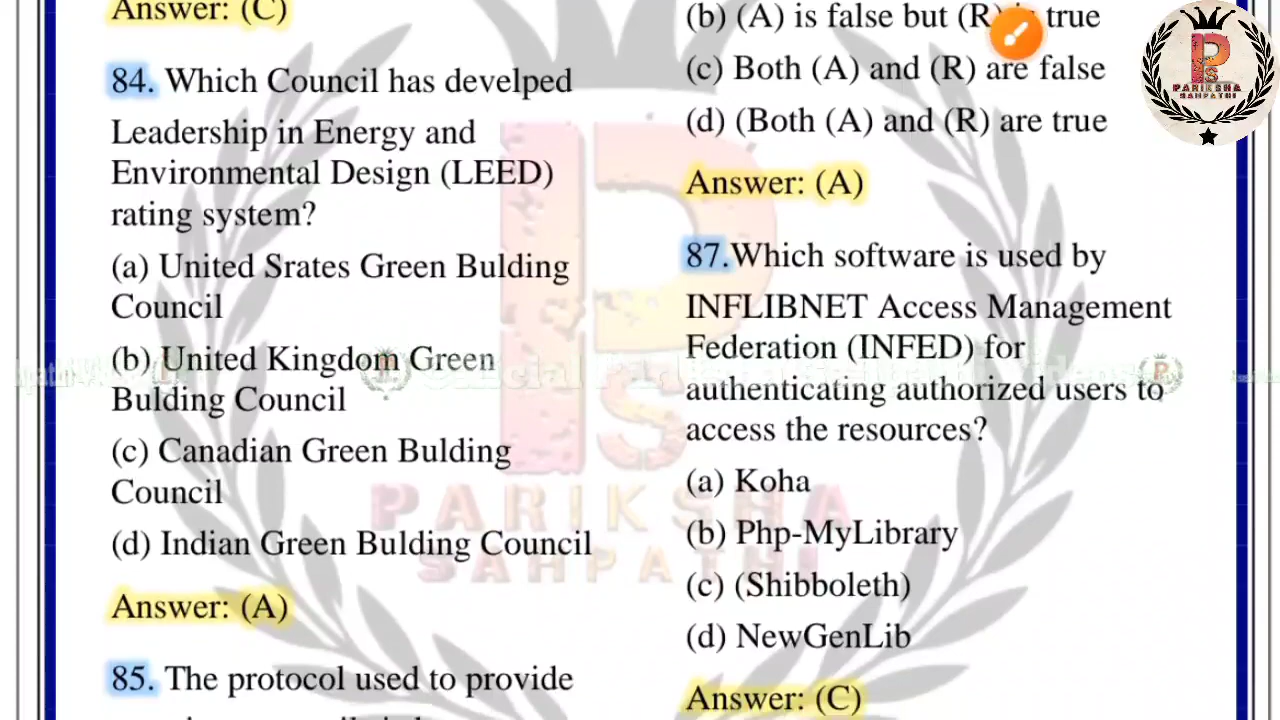 Answer: (C)
84. Which Council has develped
Leadership in Energy and
Environmental Design (LEED)
rating system?
(a) United Srates Green Bulding
Council
(b) United Kingdom Green
Bulding Council
(c) Canadian Green Bulding
Council
(d) Indian Green Bulding Council
Answer: (A)
85. The protocol used to provide
(b) (A) is false but (R) is true
(c) Both (A) and (R) are false
(d) (Both (A) and (R) are true
Answer: (A)
87.Which software is used by
INFLIBNET Access Management
Federation (INFED) for
authenticating authorized users to
access the resources?
(a) Koha
(b) Php-MyLibrary
(c) (Shibboleth)
(d) NewGenLib
Answer: (C)
PARIKSHA
SAHPATHI
PS
PARIKSHA
SAHPATHI